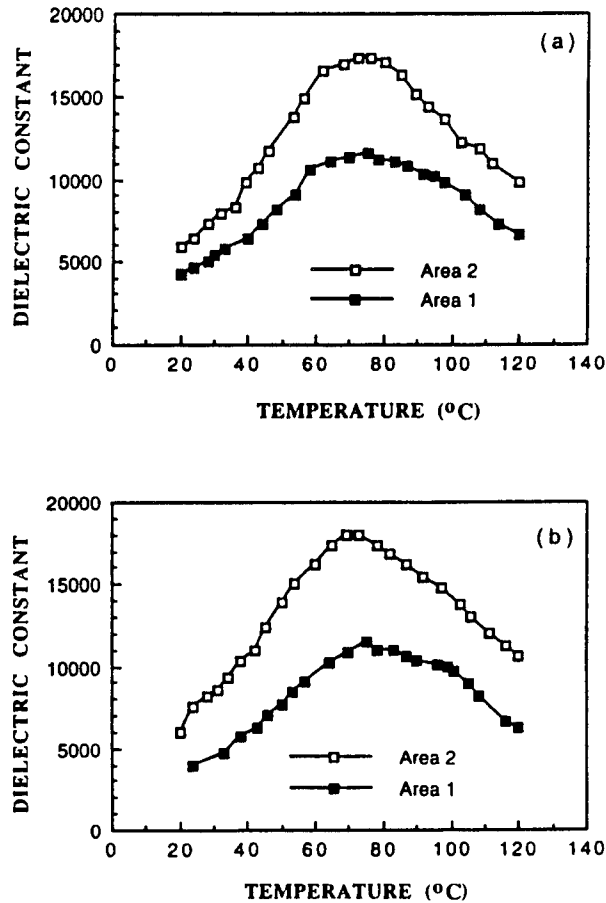 (a)
DIELECTRIC CONSTANT
20000
15000
10000
5000
0
Area 2
Area 1
0 20 40 60 80 100 120 140
TEMPERATURE (ºC)
(b)
DIELECTRIC CONSTANT
20000
15000
10000
5000
0
Area 2
Area 1
0 20 40 60 80 100 120 140
TEMPERATURE (ºC)